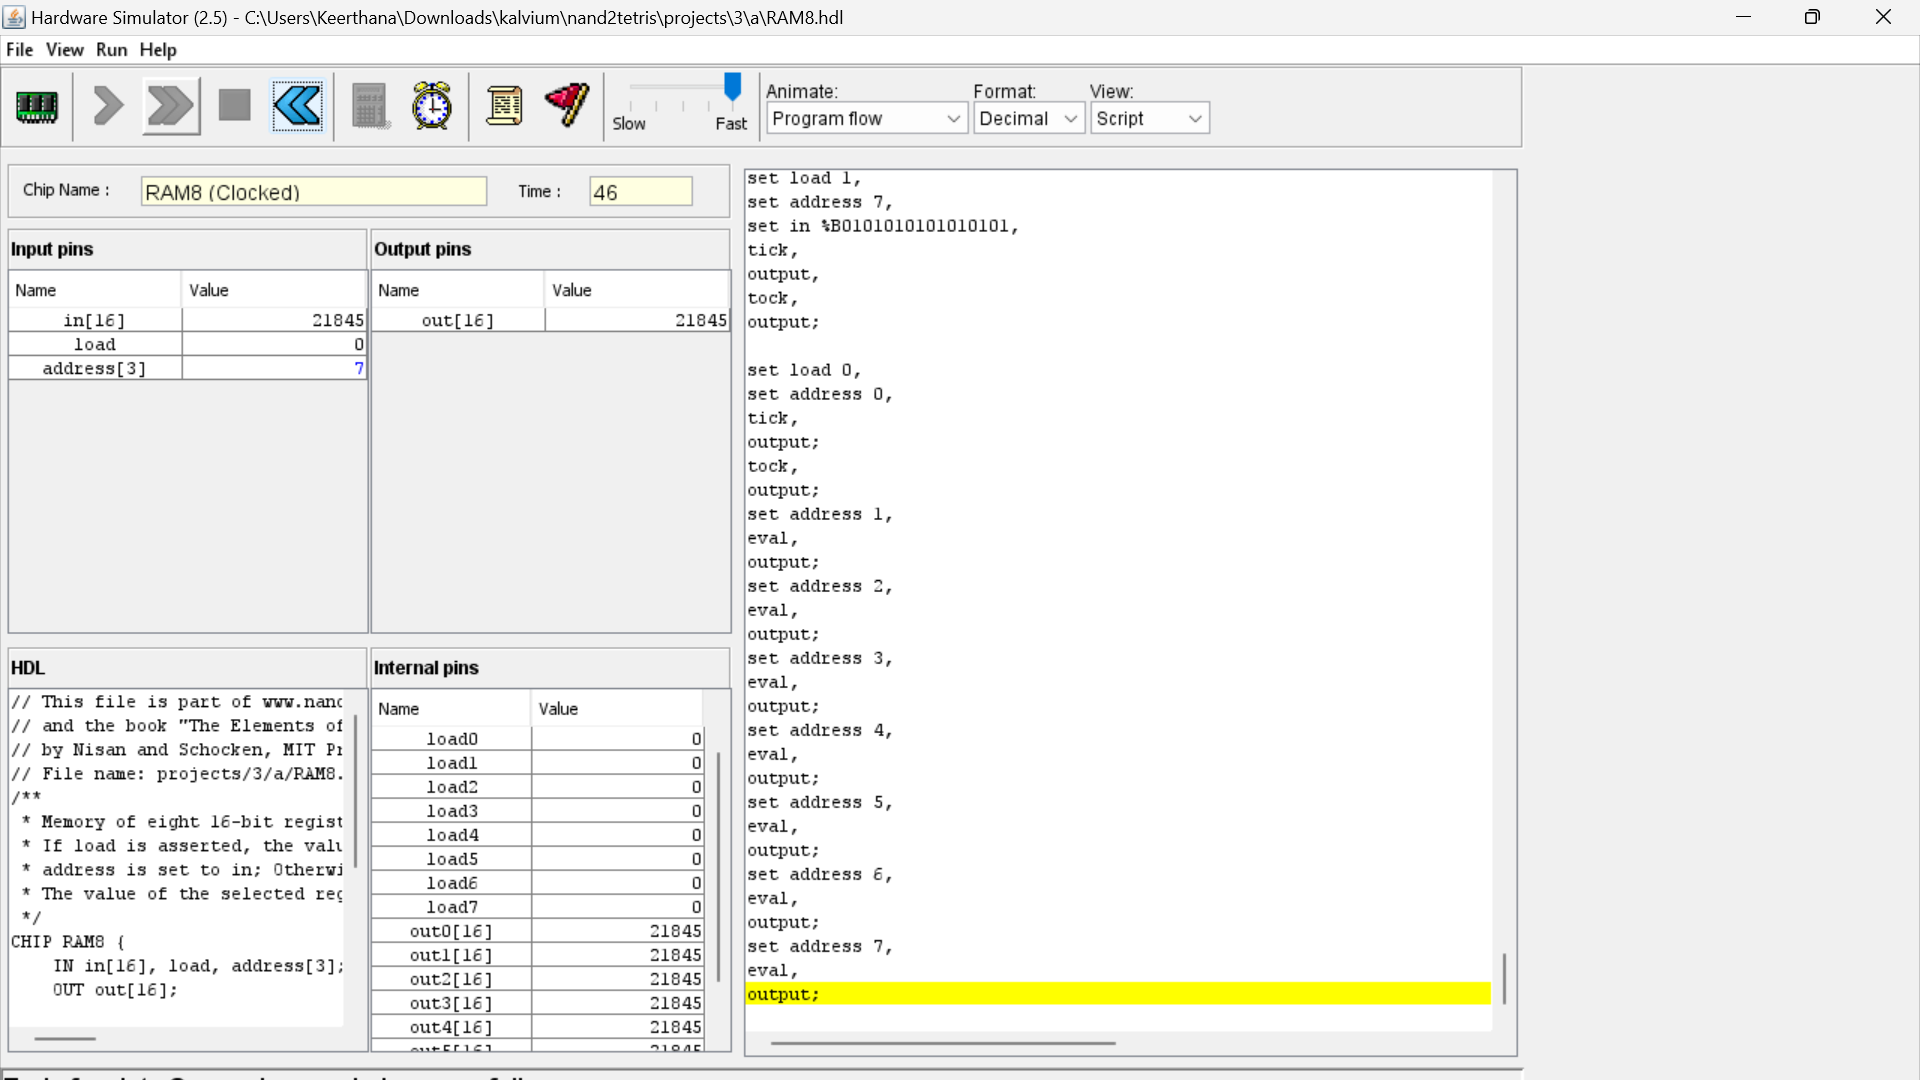 Hardware Simulator (2.5) - C:\Users\Keerthana\Downloads\kalvium\nand2tetris\projects\3\a\RAM8.hdl
File View Run Help
Slow Fast
Animate: Format: View:
Program flow Decimal Script
Chip Name : RAM8 (Clocked) Time : 46
Input pins
Name Value
in[16] 21845
load 0
address[3] 7
Output pins
Name Value
out[16] 21845
HDL
// This file is part of www.nanc
// and the book "The Elements of
// by Nisan and Schocken, MIT Pr
// File name: projects/3/a/RAM8.
/**
* Memory of eight 16-bit regist
* If load is asserted, the valu
* address is set to in; Otherwi
* The value of the selected reg
*/
CHIP RAM8 {
IN in[16], load, address[3];
OUT out[16];
Internal pins
Name Value
load0 0
load1 0
load2 0
load3 0
load4 0
load5 0
load6 0
load7 0
out0[16] 21845
out1[16] 21845
out2[16] 21845
out3[16] 21845
out4[16] 21845
set load 1,
set address 7,
set in %B0101010101010101,
tick,
output,
tock,
output;
set load 0,
set address 0,
tick,
output;
tock,
output;
set address 1,
eval,
output;
set address 2,
eval,
output;
set address 3,
eval,
output;
set address 4,
eval,
output;
set address 5,
eval,
output;
set address 6,
eval,
output;
set address 7,
eval,
output;